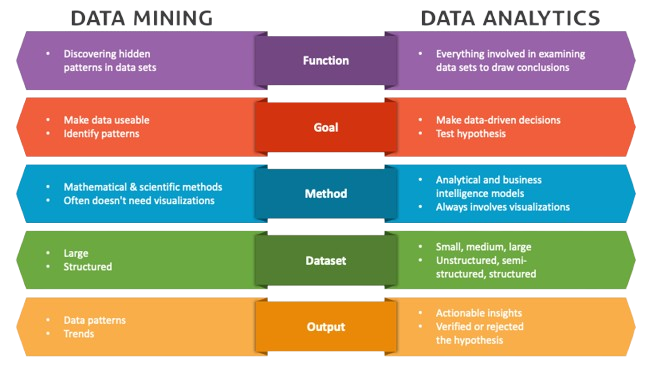 DATA MINING
DATA ANALYTICS
• Discovering hidden
patterns in data sets
Function
• Everything involved in examining
data sets to draw conclusions
• Make data useable
• Identify patterns
Goal
• Make data-driven decisions
• Test hypothesis
• Mathematical & scientific methods
• Often doesn't need visualizations
Method
• Analytical and business
intelligence models
• Always involves visualizations
• Large
• Structured
Dataset
• Small, medium, large
• Unstructured, semi-
structured, structured
• Data patterns
• Trends
Output
• Actionable insights
• Verified or rejected
the hypothesis